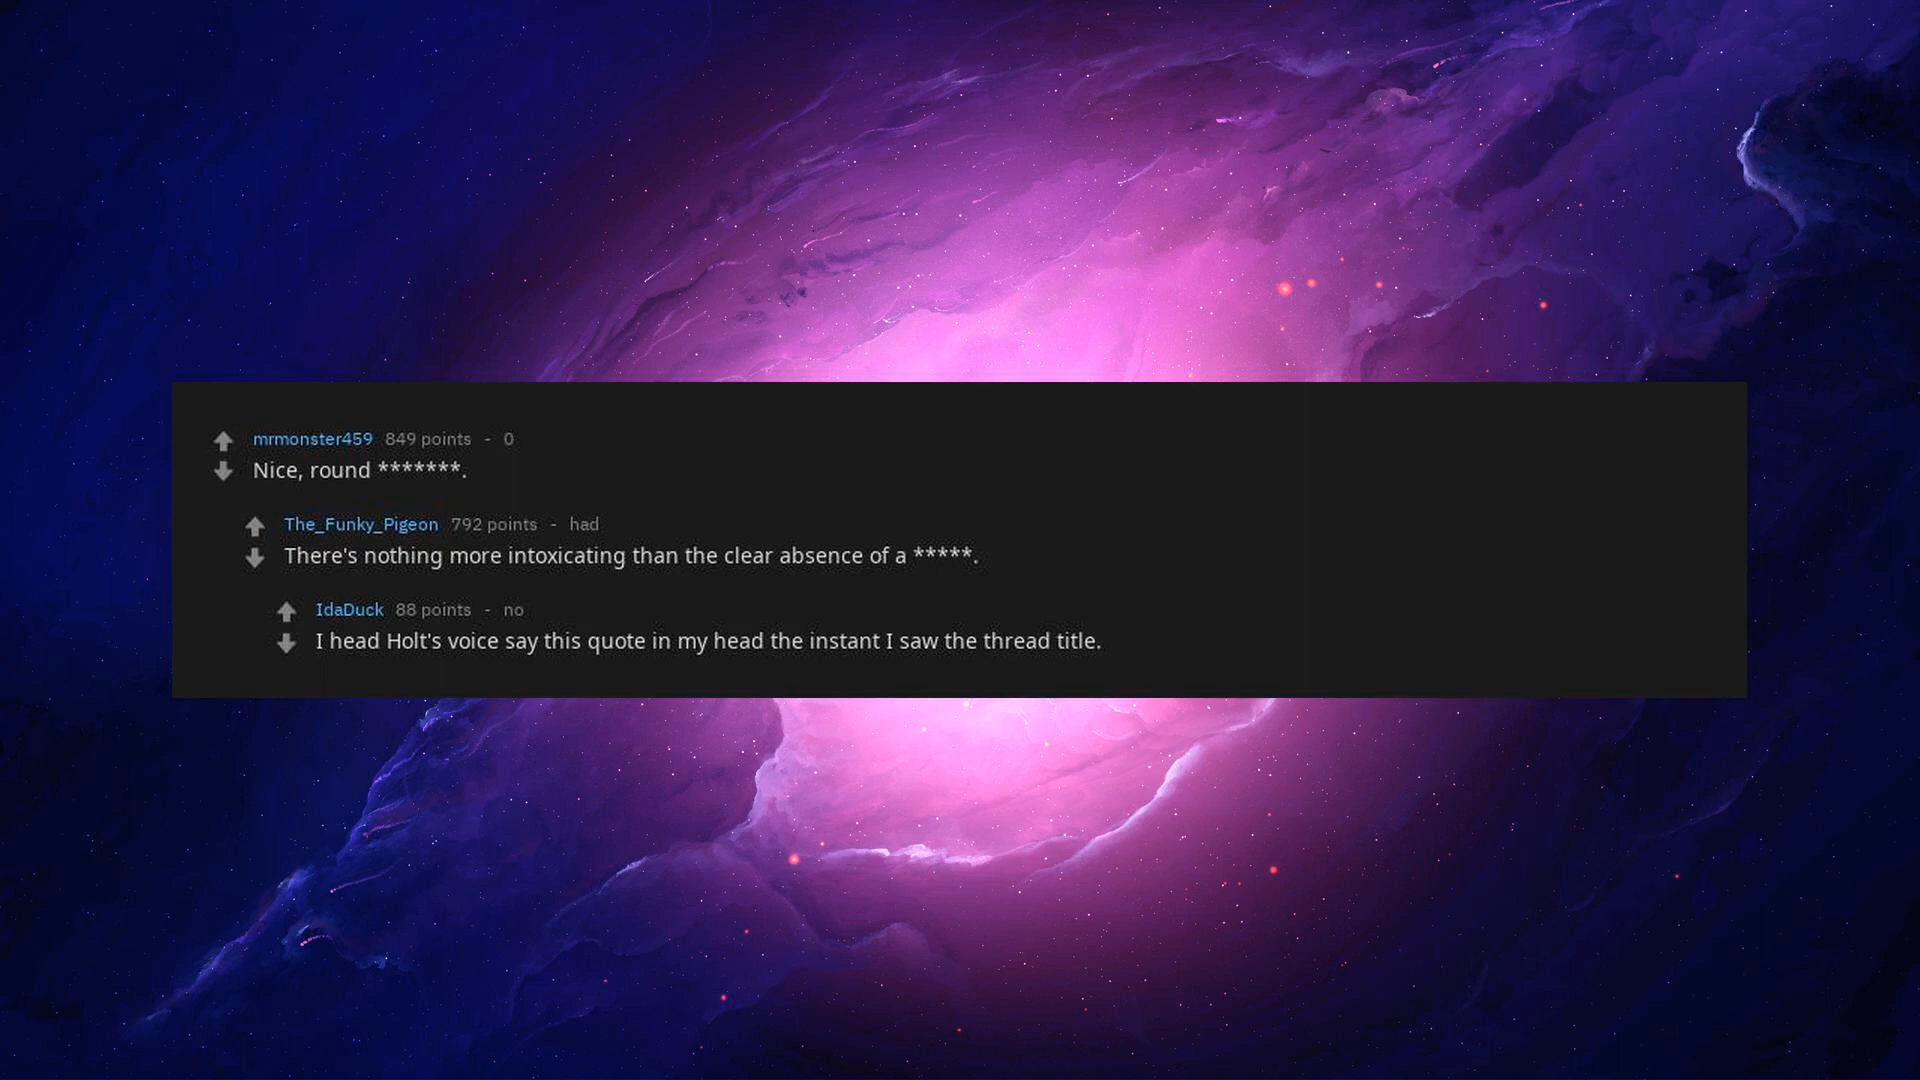 mrmonster459 849 points - 0
Nice, round *******.
The_Funky_Pigeon 792 points - had
There's nothing more intoxicating than the clear absence of a *****.
IdaDuck 88 points - no
I head Holt's voice say this quote in my head the instant I saw the thread title.